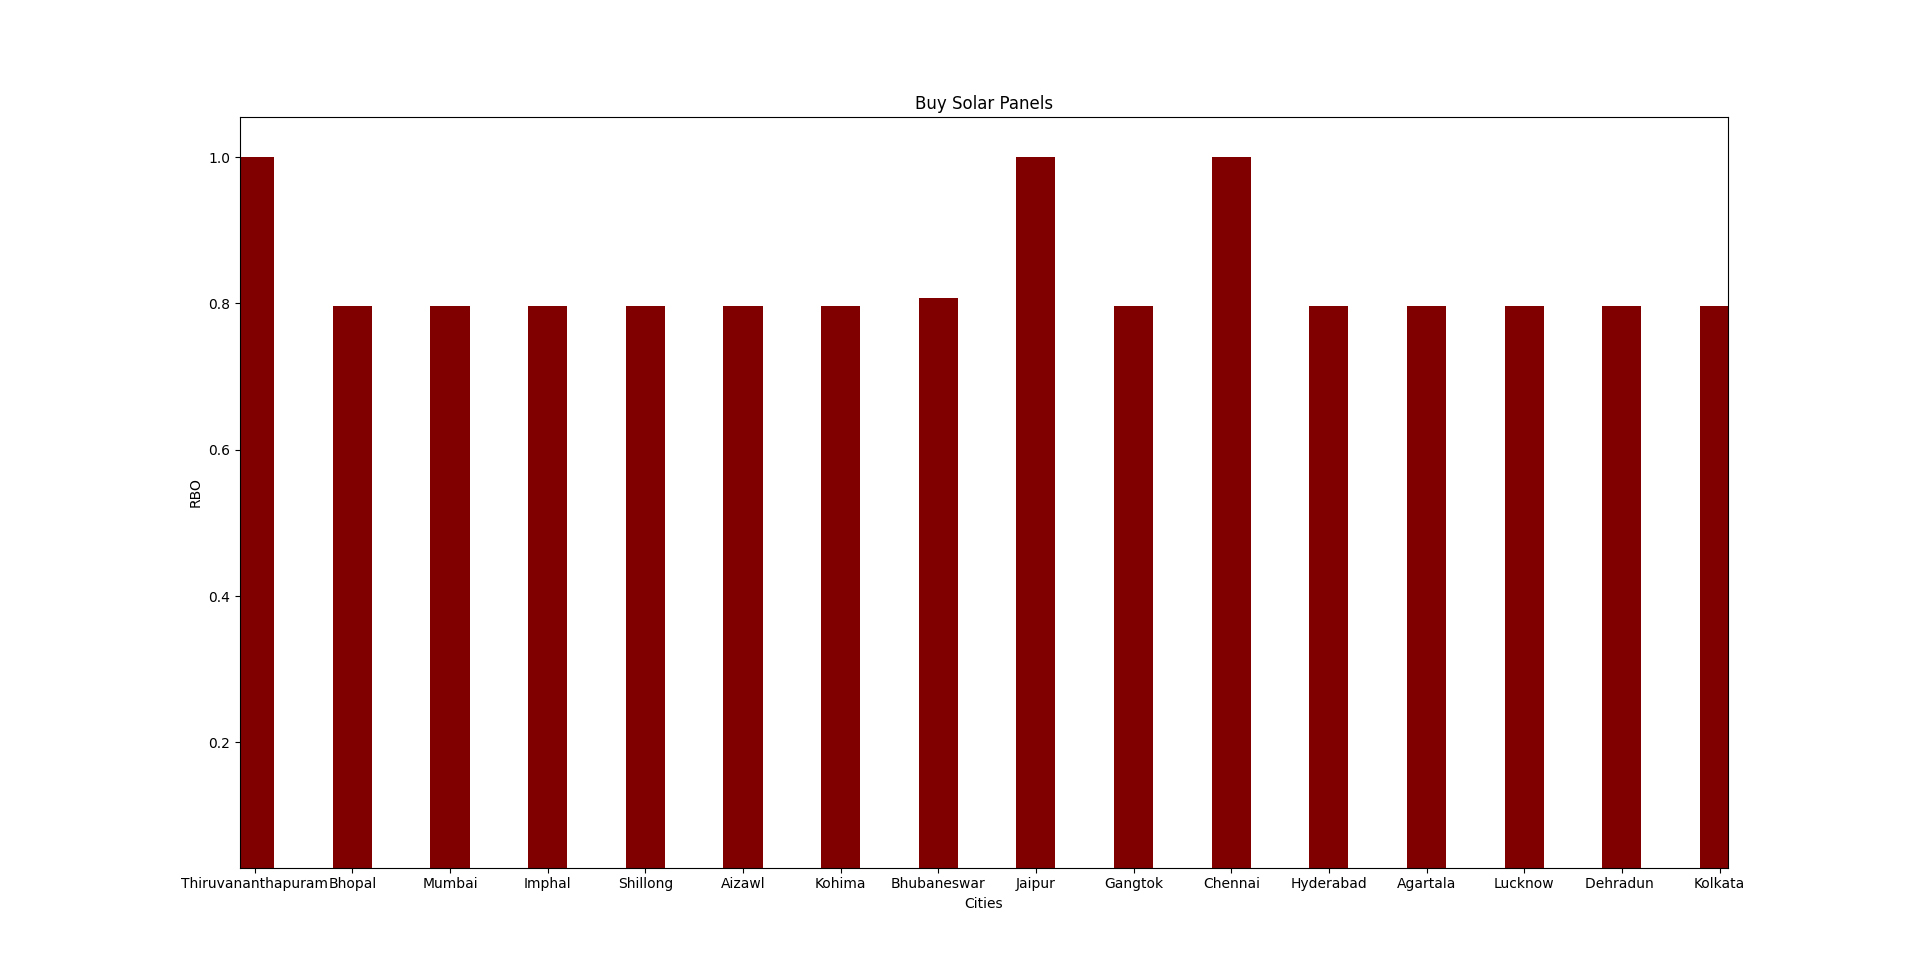 Buy Solar Panels
1.0
0.8
0.6
0.4
0.2
RBO
Thiruvananthapuram Bhopal Mumbai Imphal Shillong Aizawl Kohima Bhubaneswar Jaipur Gangtok Chennai Hyderabad Agartala Lucknow Dehradun Kolkata
Cities